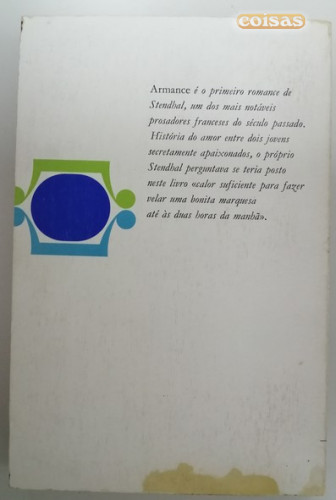 coisas
Armance é o primeiro romance de
Stendhal, um dos mais notáveis
prosadores franceses do século passado.
História do amor entre dois jovens
secretamente apaixonados, o próprio
Stendhal perguntava se teria posto
neste livro «calor suficiente para fazer
velar uma bonita marquesa
até às duas horas da manhã».